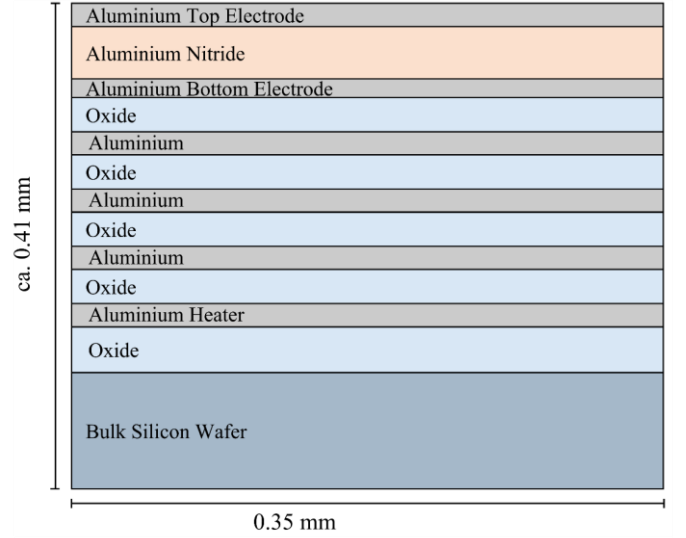 Aluminium Top Electrode
Aluminium Nitride
Aluminium Bottom Electrode
Oxide
Aluminium
Oxide
Aluminium
Oxide
Aluminium
Oxide
Aluminium Heater
Oxide
Bulk Silicon Wafer
ca. 0.41 mm
0.35 mm